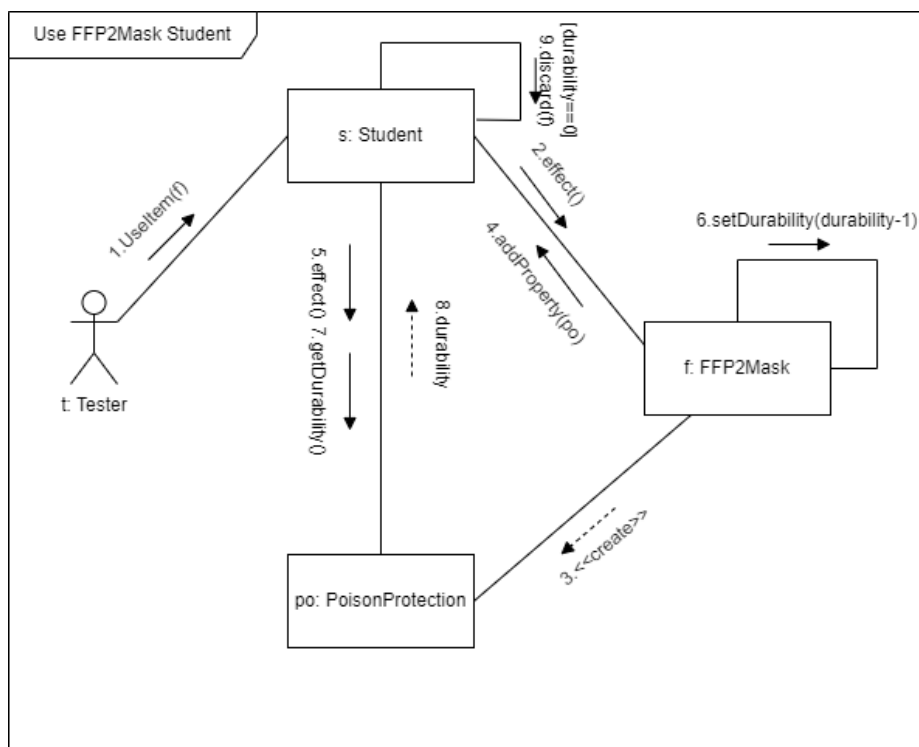 Use FFP2Mask Student
[durability==0]
9.discard(f)
s: Student
1.UseItem(f)
2.effect()
4.addProperty(po)
6.setDurability(durability-1)
5.effect() 7.getDurability()
8.durability
f: FFP2Mask
t: Tester
3.<<create>>
po: PoisonProtection